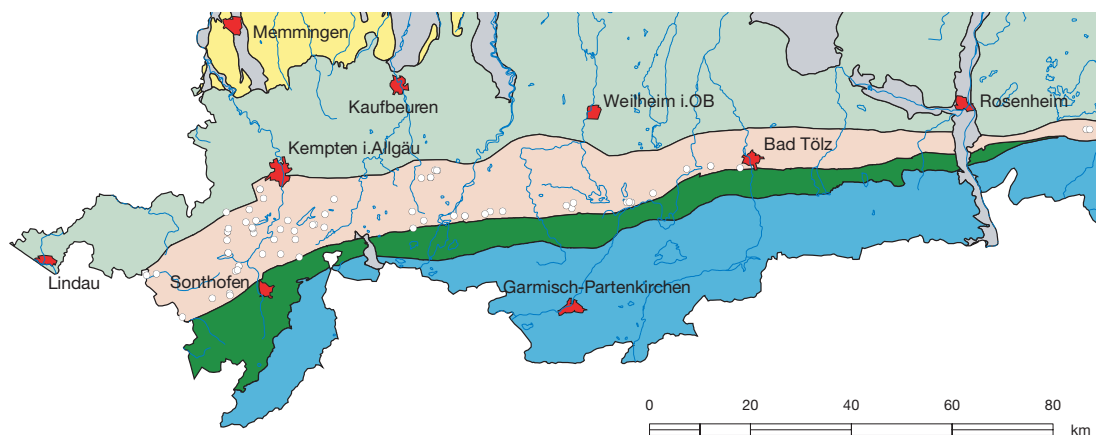 Memmingen
Kaufbeuren
Weilheim i.OB
Rosenheim
Kempten i.Allgäu
Bad Tölz
Lindau
Sonthofen
Garmisch-Partenkirchen
0 20 40 60 80
km